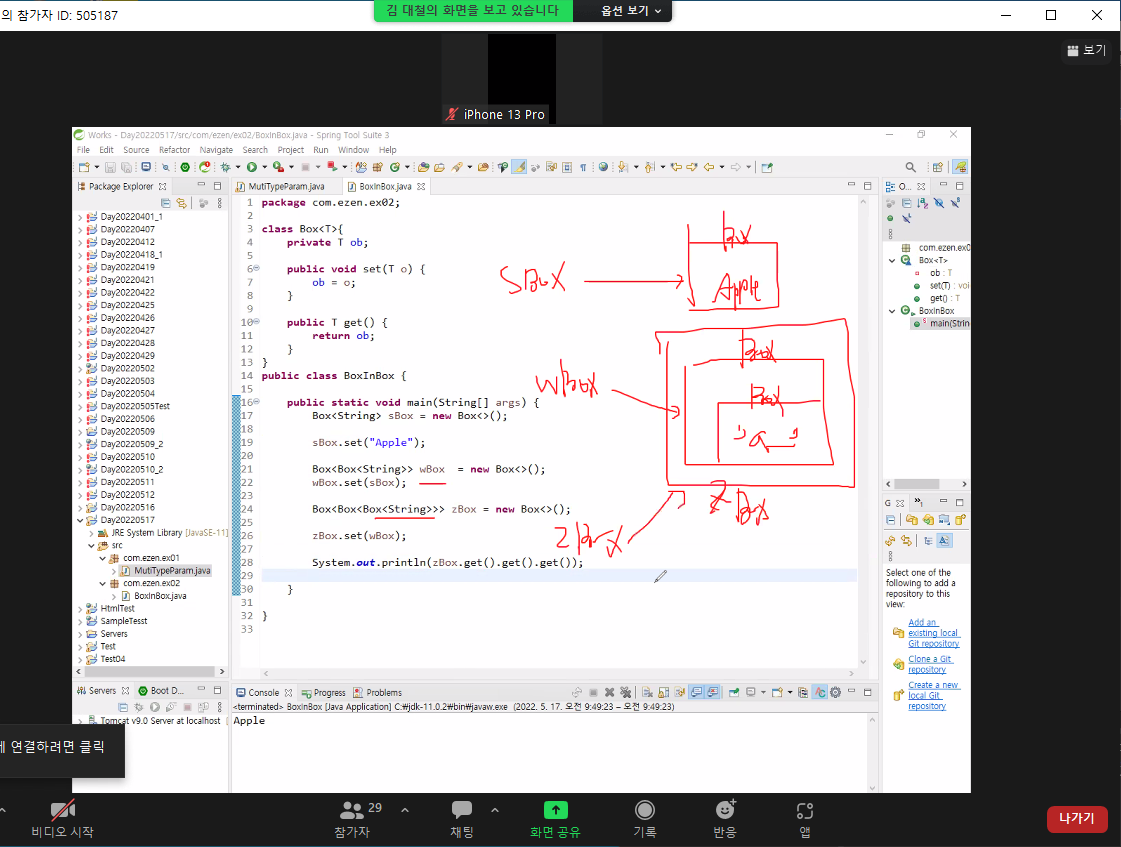 의 참가자 ID: 505187
김 대철의 화면을 보고 있습니다
옵션 보기
보기
iPhone 13 Pro
Works - Day20220517/src/com/ezen/ex02/BoxInBox.java - Spring Tool Suite 3
File Edit Source Refactor Navigate Search Project Run Window Help
Package Explorer
Day20220401_1
Day20220407
Day20220412
Day20220418_1
Day20220419
Day20220421
Day20220422
Day20220425
Day20220426
Day20220427
Day20220428
Day20220429
Day20220502
Day20220503
Day20220504
Day20220505Test
Day20220506
Day20220509
Day20220509_2
Day20220510
Day20220510_2
Day20220511
Day20220512
Day20220516
Day20220517
JRE System Library [JavaSE-11]
src
com.ezen.ex01
MutiTypeParam.java
com.ezen.ex02
BoxInBox.java
HtmlTest
SampleTesst
Servers
Test
Test04
MutiTypeParam.java
BoxInBox.java
1 package com.ezen.ex02;
2
3 class Box<T>{
4 private T ob;
5
6 public void set(T o) {
7 ob = o;
8 }
9
10 public T get() {
11 return ob;
12 }
13 }
14 public class BoxInBox {
15
16 public static void main(String[] args) {
17 Box<String> sBox = new Box<>();
18
19 sBox.set("Apple");
20
21 Box<Box<String>> wBox = new Box<>();
22 wBox.set(sBox);
23
24 Box<Box<Box<String>>> zBox = new Box<>();
25
26 zBox.set(wBox);
27
28 System.out.println(zBox.get().get().get());
29
30 }
31
32 }
33
box
SBOX
Apple
Box
wbox
Box
"a"
z Box
zBox
O...
com.ezen.ex0
Box<T>
ob : T
set(T) : voi
get() : T
BoxInBox
main(Strin
G
Select one of the
following to add a
repository to this
view:
Add an
existing local
Git repository
Clone a Git
repository
Create a new
local Git
repository
Servers
Boot D...
Tomcat v9.0 Server at localhost
Console
Progress
Problems
<terminated> BoxInBox [Java Application] C:₩jdk-11.0.2₩bin₩javaw.exe (2022. 5. 17. 오전 9:49:23 – 오전 9:49:23)
Apple
에 연결하려면 클릭
비디오 시작
29
참가자
채팅
화면 공유
기록
반응
앱
나가기